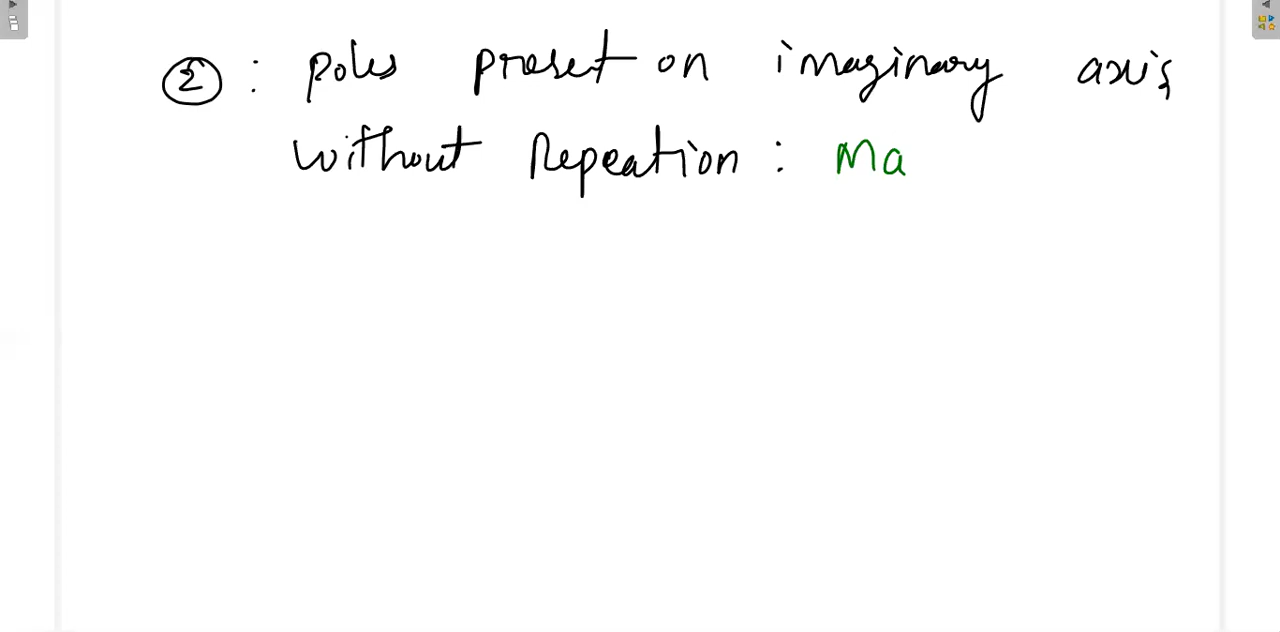 ② : poles preset on imaginary axis
without Repeation : Ma